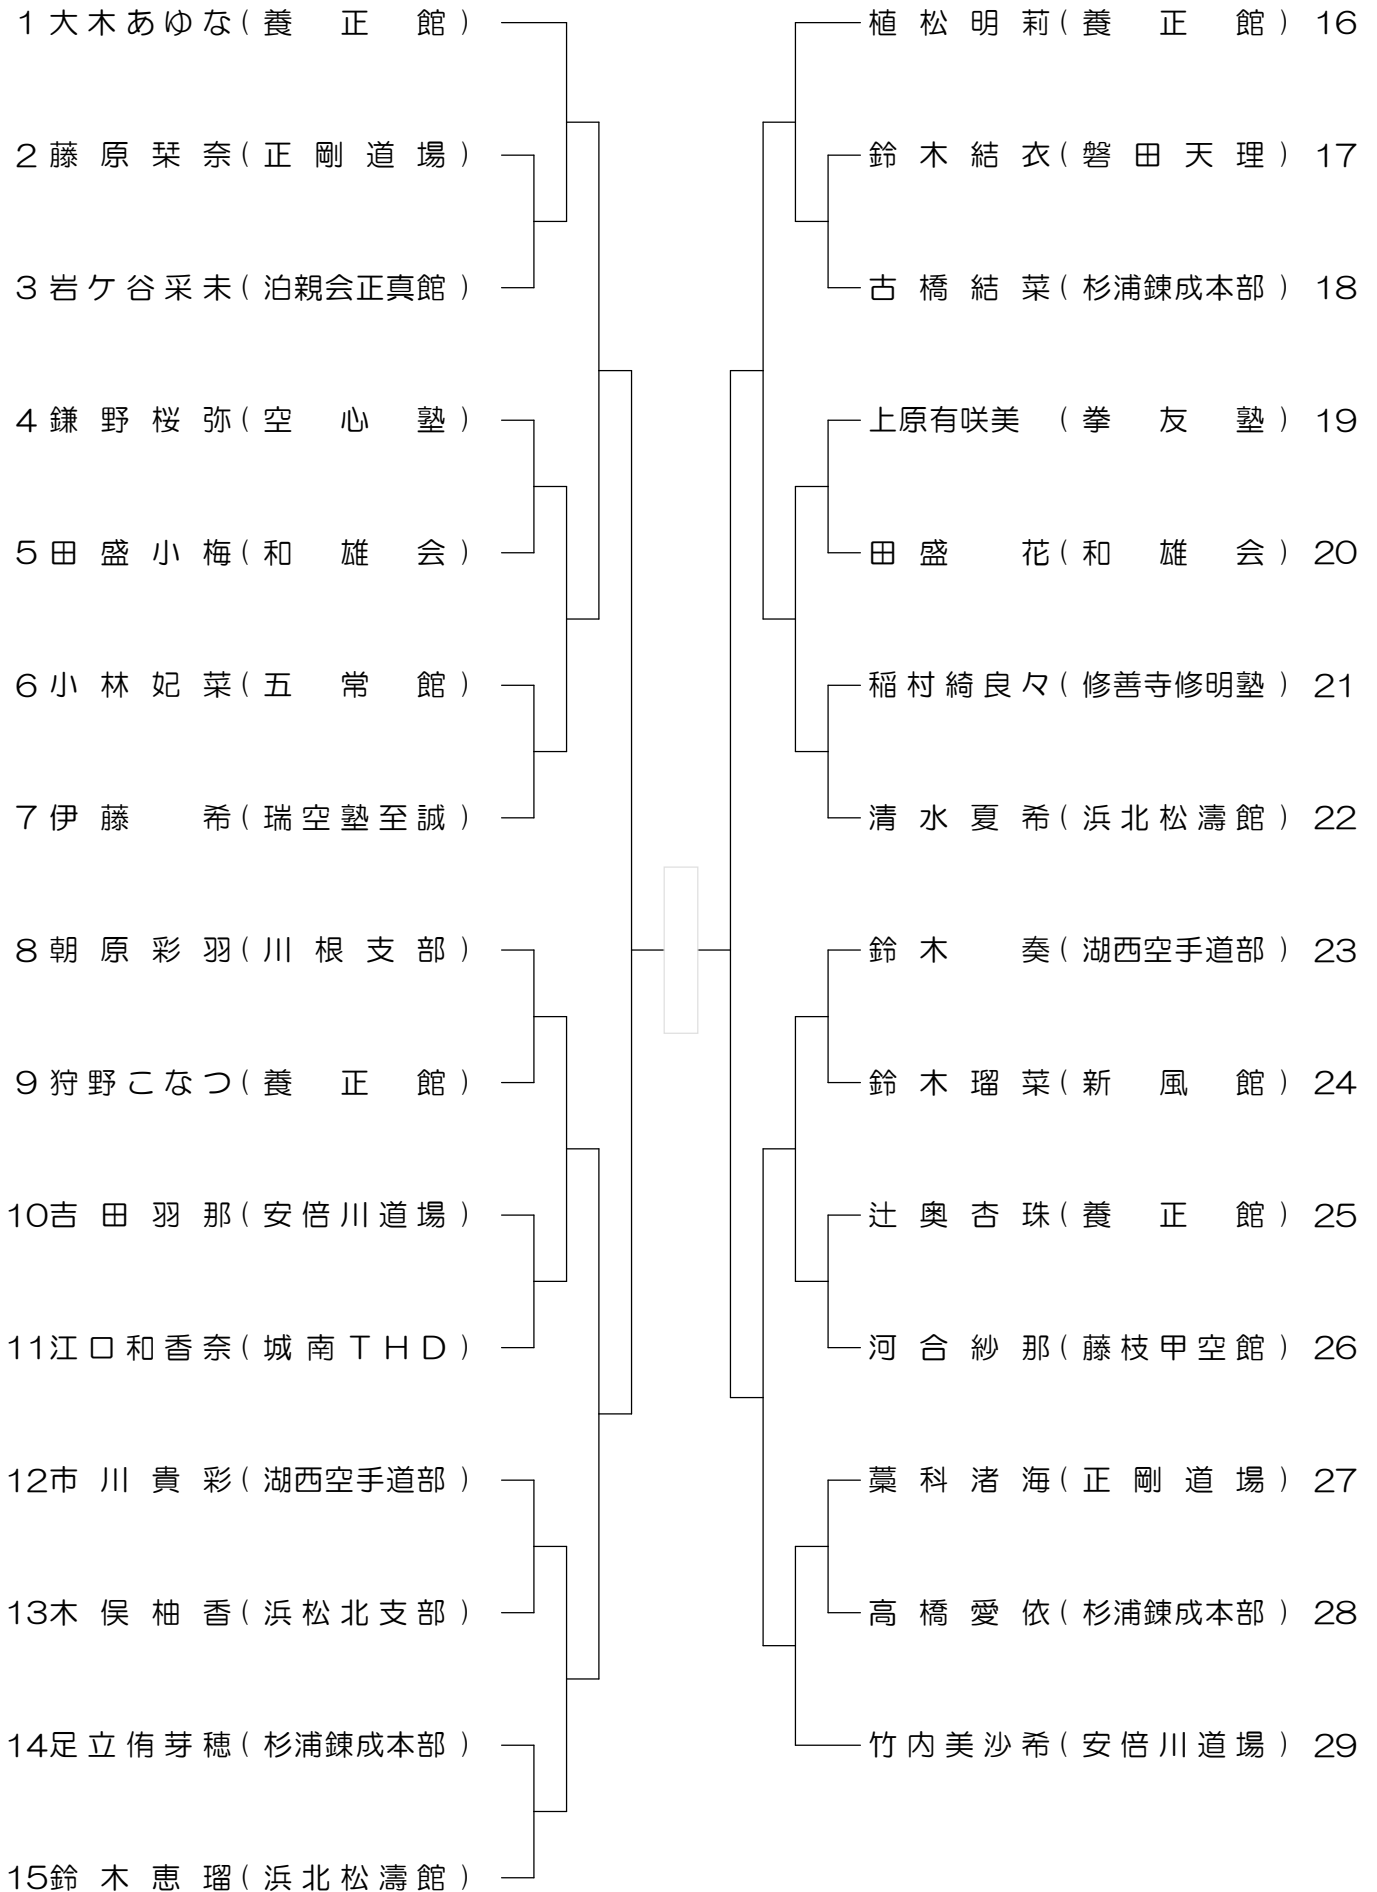 1 大木あゆな(養正館)
2 藤原栞奈(正剛道場)
3 岩ケ谷采未(泊親会正真館)
4 鎌野桜弥(空心塾)
5 田盛小梅(和雄会)
6 小林妃菜(五常館)
7 伊藤希(瑞空塾至誠)
8 朝原彩羽(川根支部)
9 狩野こなつ(養正館)
10 吉田羽那(安倍川道場)
11 江口和香奈(城南THD)
12 市川貴彩(湖西空手道部)
13 木俣柚香(浜松北支部)
14 足立侑芽穂(杉浦錬成本部)
15 鈴木恵瑠(浜北松濤館)
植松明莉(養正館) 16
鈴木結衣(磐田天理) 17
古橋結菜(杉浦錬成本部) 18
上原有咲美(拳友塾) 19
田盛花(和雄会) 20
稲村綺良々(修善寺修明塾) 21
清水夏希(浜北松濤館) 22
鈴木奏(湖西空手道部) 23
鈴木瑠菜(新風館) 24
辻奥杏珠(養正館) 25
河合紗那(藤枝甲空館) 26
藁科渚海(正剛道場) 27
高橋愛依(杉浦錬成本部) 28
竹内美沙希(安倍川道場) 29